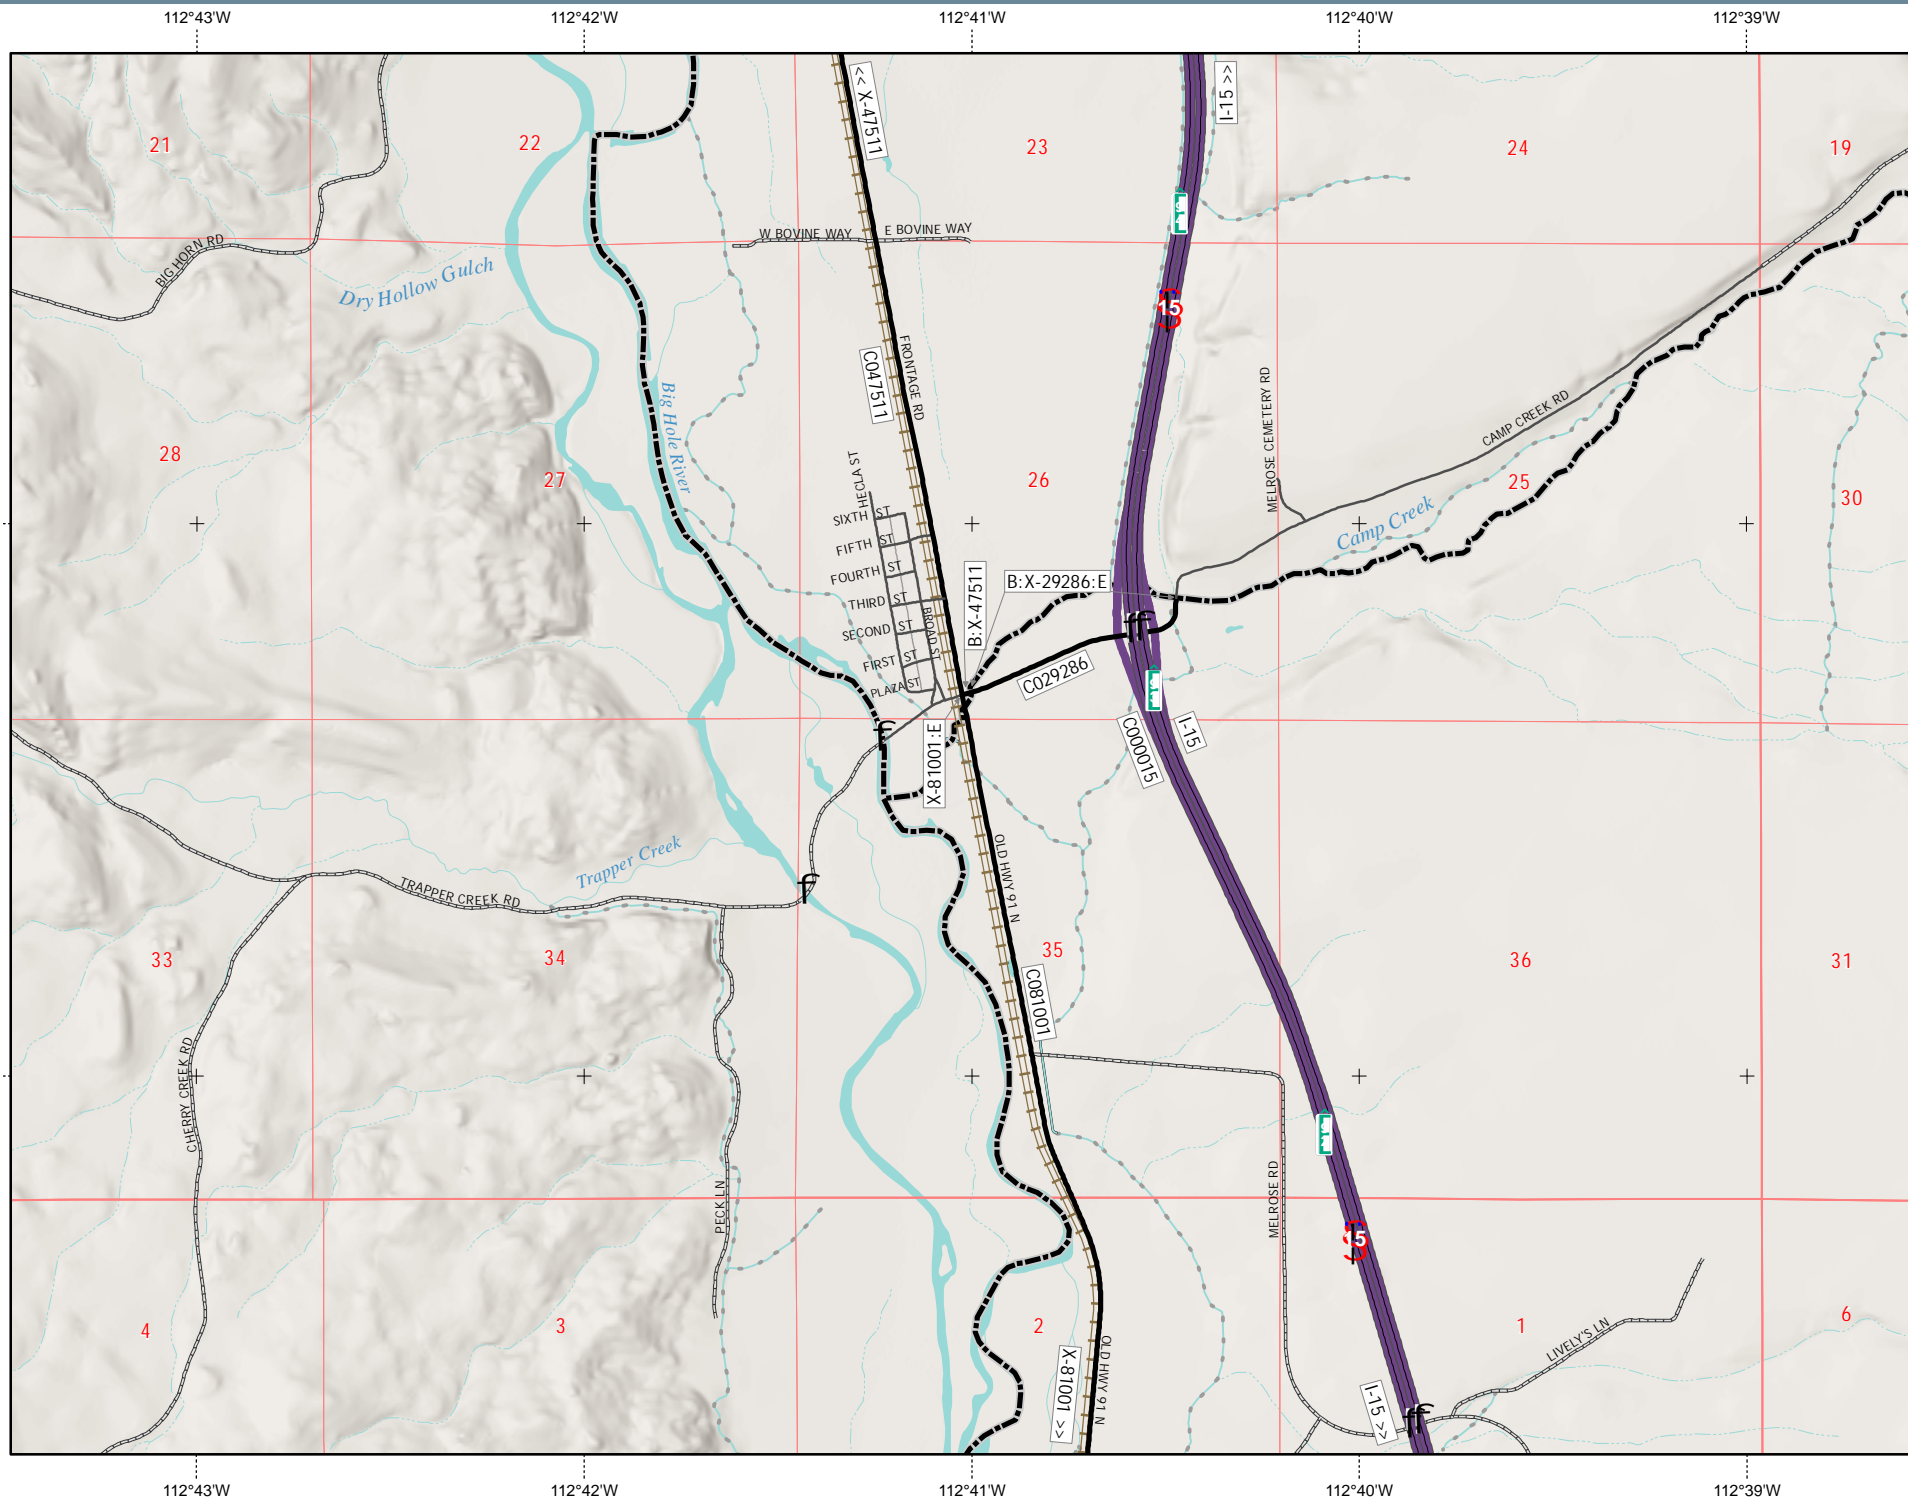 112°43'W
112°42'W
112°41'W
112°40'W
112°39'W
<< X-47511
I-15 >>
21
22
23
24
19
W BOVINE WAY
E BOVINE WAY
BIG HORN RD
Dry Hollow Gulch
15
C047511
FRONTAGE RD
Big Hole River
MELROSE CEMETERY RD
CAMP CREEK RD
28
27
26
25
30
HECLA ST
SIXTH ST
FIFTH ST
FOURTH ST
THIRD ST
SECOND ST
FIRST ST
PLAZA ST
BROAD ST
Camp Creek
B:X-47511
B:X-29286:E
C029286
X-81001:E
C000015
I-15
Trapper Creek
TRAPPER CREEK RD
OLD HWY 91 N
33
34
35
36
31
C081001
CHERRY CREEK RD
PECK LN
MELROSE RD
15
4
3
2
1
6
LIVELY'S LN
X-81001 >>
OLD HWY 91 N
I-15 >>
112°43'W
112°42'W
112°41'W
112°40'W
112°39'W